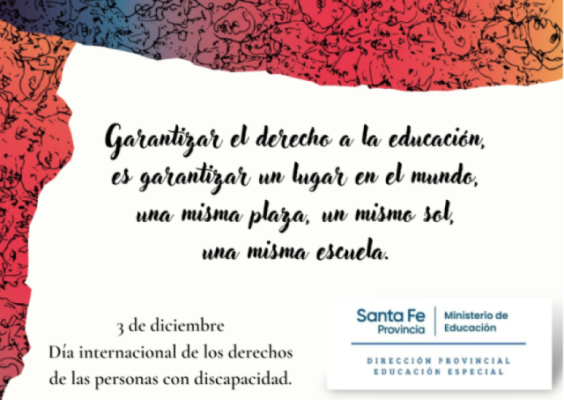 Garantizar el derecho a la educación,
es garantizar un lugar en el mundo,
una misma plaza, un mismo sol,
una misma escuela.
3 de diciembre
Día internacional de los derechos
de las personas con discapacidad.
Santa Fe
Provincia
Ministerio de
Educación
DIRECCIÓN PROVINCIAL
EDUCACIÓN ESPECIAL